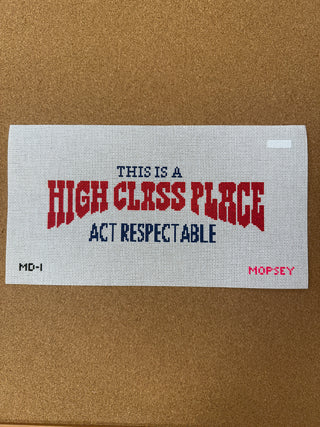 THIS IS A
HIGH CLASS PLACE
ACT RESPECTABLE
MD-1 MOPSEY